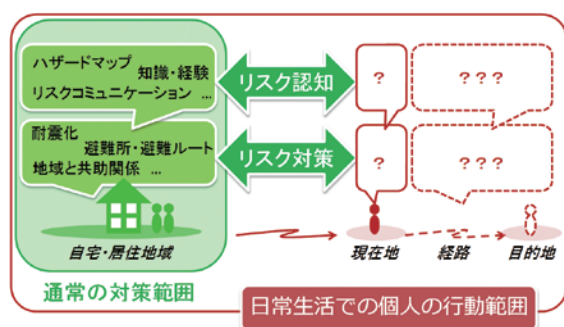 ハザードマップ
知識・経験
リスクコミュニケーション …
耐震化
避難所・避難ルート
地域と共助関係 …
自宅・居住地域
通常の対策範囲
リスク認知
リスク対策
?
? ? ?
?
? ? ?
現在地
経路
目的地
日常生活での個人の行動範囲